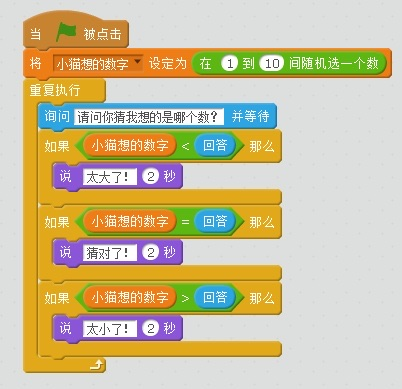 当 被点击
将 小猫想的数字 设定为 在 1 到 10 间随机选一个数
重复执行
询问 请问你猜我想的是哪个数? 并等待
如果 小猫想的数字 < 回答 那么
说 太大了! 2 秒
如果 小猫想的数字 = 回答 那么
说 猜对了! 2 秒
如果 小猫想的数字 > 回答 那么
说 太小了! 2 秒